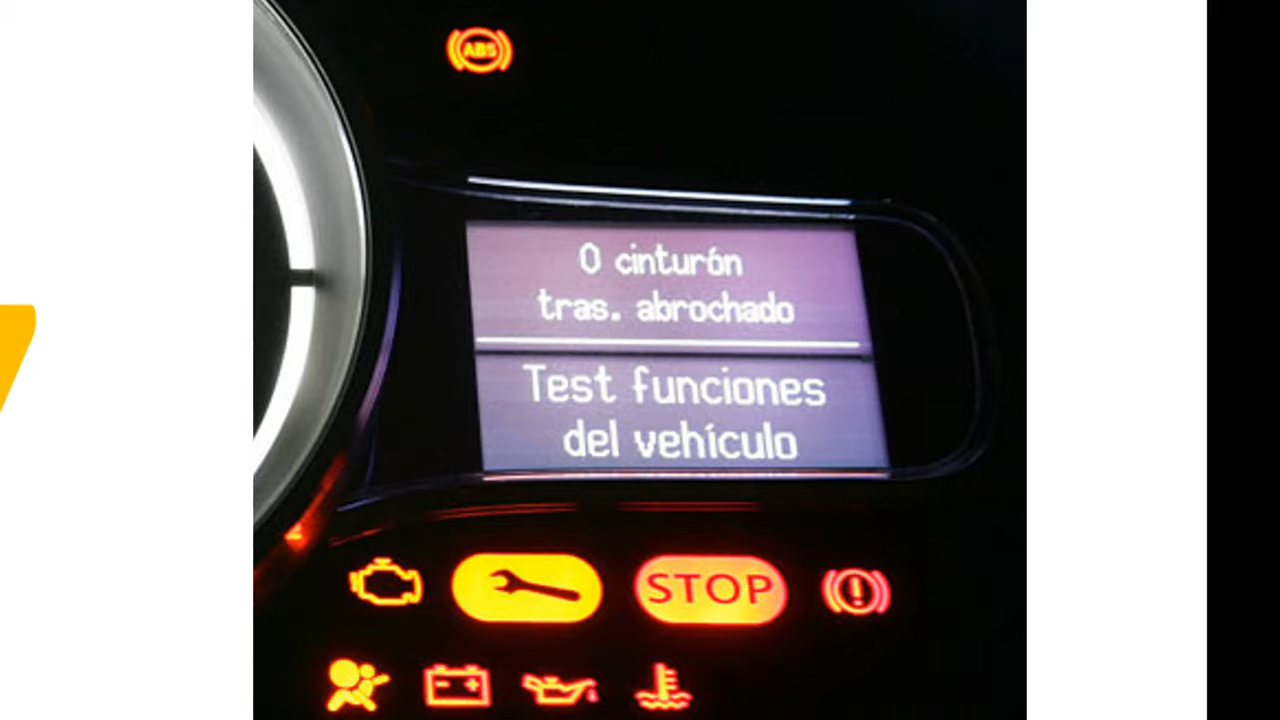 ABS
0 cinturón
tras. abrochado
Test funciones
del vehículo
STOP